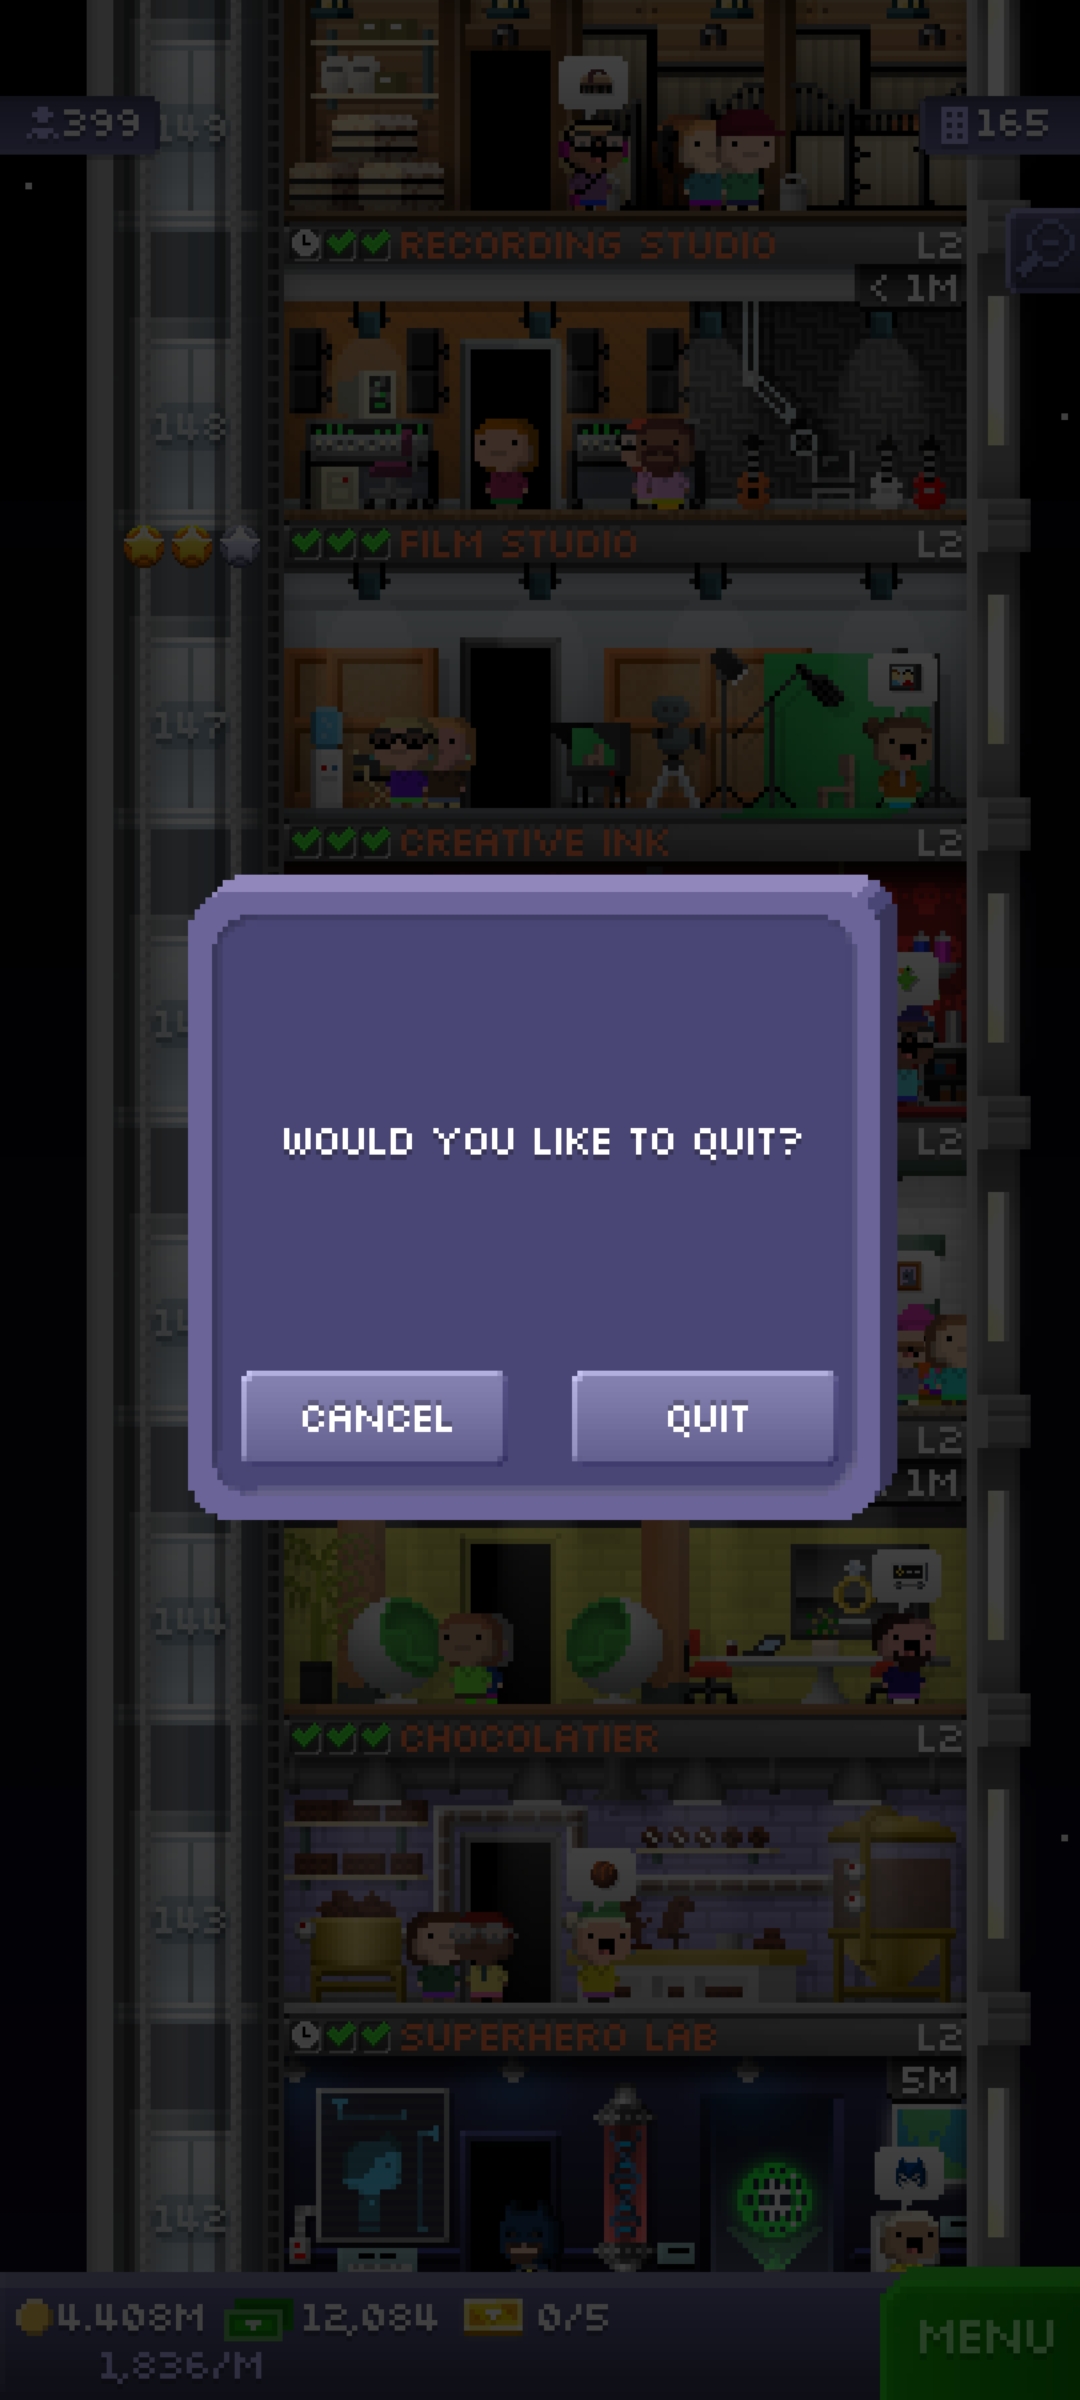 399
149
165
RECORDING STUDIO L2
< 1M
148
FILM STUDIO L2
147
CREATIVE INK L2
L2
WOULD YOU LIKE TO QUIT?
CANCEL QUIT
L2
1M
144
CHOCOLATIER L2
143
SUPERHERO LAB L2
5M
142
4.408M 12,084 0/5
1,836/M
MENU